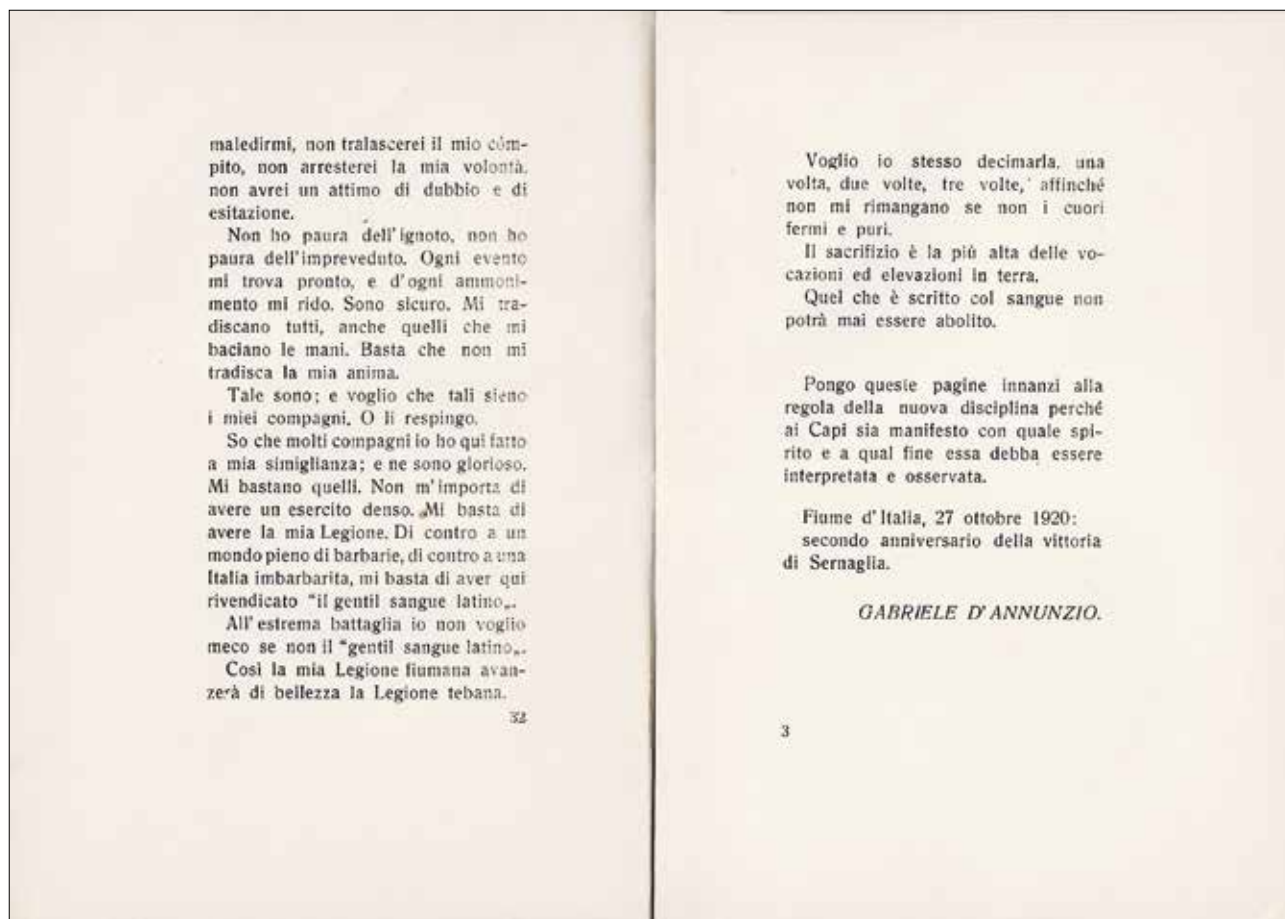 maledirmi, non tralascerei il mio cóm-
pito, non arresterei la mia volontà,
non avrei un attimo di dubbio e di
esitazione.
Non ho paura dell'ignoto, non ho
paura dell'impreveduto. Ogni evento
mi trova pronto, e d'ogni ammoni-
mento mi rido. Sono sicuro. Mi tra-
discano tutti, anche quelli che mi
baciano le mani. Basta che non mi
tradisca la mia anima.
Tale sono; e voglio che tali sieno
i miei compagni. O li respingo.
So che molti compagni io ho qui fatto
a mia simiglianza; e ne sono glorioso.
Mi bastano quelli. Non m'importa di
avere un esercito denso. Mi basta di
avere la mia Legione. Di contro a un
mondo pieno di barbarie, di contro a una
Italia imbarbarita, mi basta di aver qui
rivendicato "il gentil sangue latino„.
All'estrema battaglia io non voglio
meco se non il "gentil sangue latino„.
Così la mia Legione fiumana avan-
zerà di bellezza la Legione tebana.
32
Voglio io stesso decimarla, una
volta, due volte, tre volte, affinché
non mi rimangano se non i cuori
fermi e puri.
Il sacrifizio è la più alta delle vo-
cazioni ed elevazioni in terra.
Quel che è scritto col sangue non
potrà mai essere abolito.
Pongo queste pagine innanzi alla
regola della nuova disciplina perché
ai Capi sia manifesto con quale spi-
rito e a qual fine essa debba essere
interpretata e osservata.
Fiume d'Italia, 27 ottobre 1920:
secondo anniversario della vittoria
di Sernaglia.
GABRIELE D'ANNUNZIO.
3